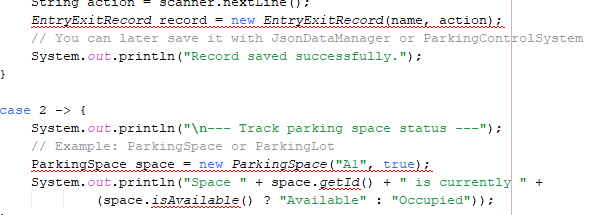 String action = scanner.nextLine();
EntryExitRecord record = new EntryExitRecord(name, action);
// You can later save it with JsonDataManager or ParkingControlSystem
System.out.println("Record saved successfully.");
}
case 2 -> {
System.out.println("\n--- Track parking space status ---");
// Example: ParkingSpace or ParkingLot
ParkingSpace space = new ParkingSpace("A1", true);
System.out.println("Space " + space.getId() + " is currently " +
(space.isAvailable() ? "Available" : "Occupied"));